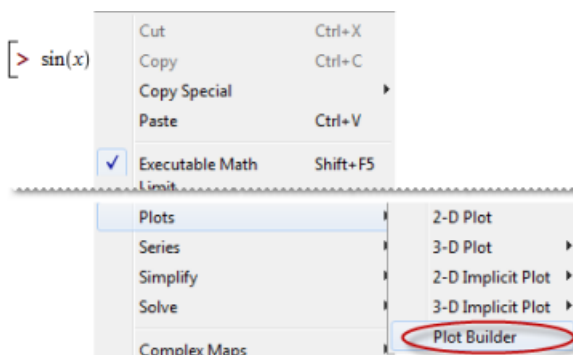 Cut Ctrl+X
> sin(x)
Copy Ctrl+C
Copy Special
Paste Ctrl+V
Executable Math Shift+F5
Limit
Plots 2-D Plot
Series 3-D Plot
Simplify 2-D Implicit Plot
Solve 3-D Implicit Plot
Plot Builder
Complex Maps